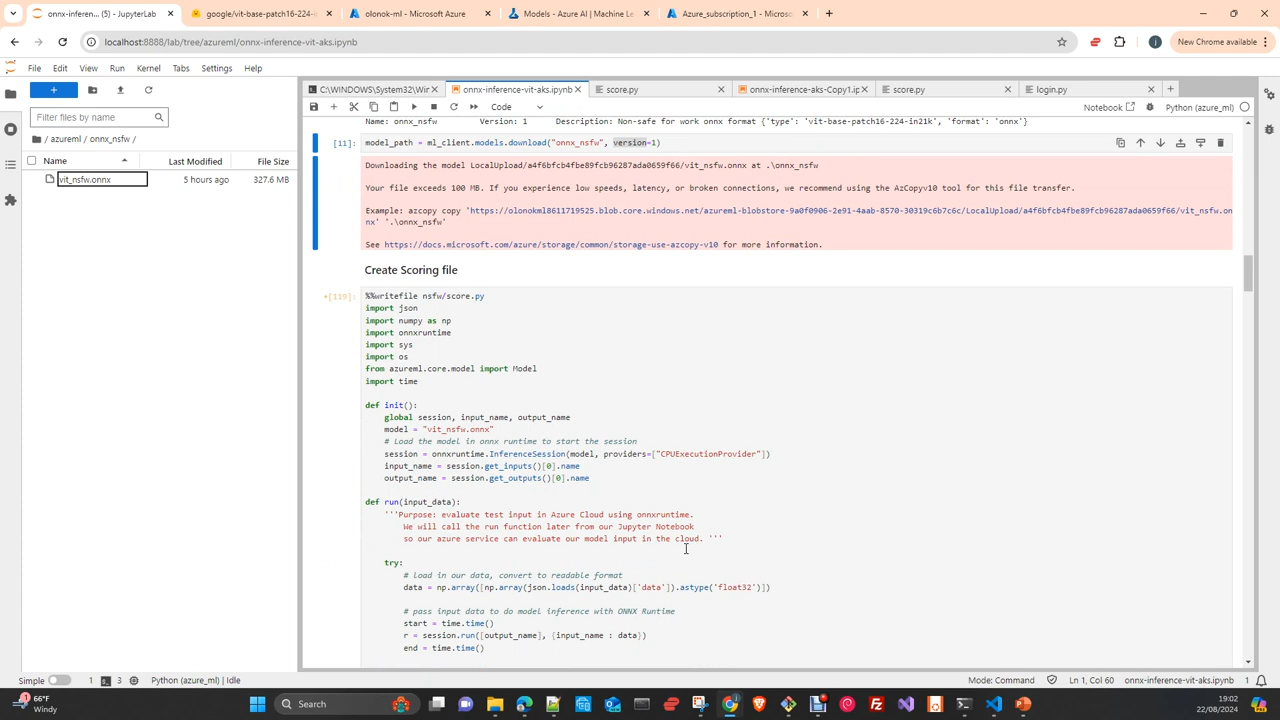 onnx-inferen... (5) - JupyterLab
google/vit-base-patch16-224-in
olonok-ml - Microsoft Azure
Models - Azure AI | Machine Le
Azure_subscription_1 - Microso
localhost:8888/lab/tree/azureml/onnx-inference-vit-aks.ipynb
New Chrome available
File Edit View Run Kernel Tabs Settings Help
C:\WINDOWS\System32\Wir
onnx-inference-vit-aks.ipynb
score.py
onnx-inference-aks-Copy1.ip
score.py
login.py
Code
Notebook
Python (azure_ml)
Filter files by name
/ azureml / onnx_nsfw /
Name Last Modified File Size
vit_nsfw.onnx 5 hours ago 327.6 MB
Name: onnx_nsfw Version: 1 Description: Non-safe for work onnx format {'type': 'vit-base-patch16-224-in21k', 'format': 'onnx'}
[11]: model_path = ml_client.models.download("onnx_nsfw", version=1)
Downloading the model LocalUpload/a4f6bfcb4fbe89fcb96287ada0659f66/vit_nsfw.onnx at .\onnx_nsfw
Your file exceeds 100 MB. If you experience low speeds, latency, or broken connections, we recommend using the AzCopyv10 tool for this file transfer.
Example: azcopy copy 'https://olonokml8611719525.blob.core.windows.net/azureml-blobstore-9a0f0906-2e91-4aab-8570-30319c6b7c6c/LocalUpload/a4f6bfcb4fbe89fcb96287ada0659f66/vit_nsfw.on
nx' '.\onnx_nsfw'
See https://docs.microsoft.com/azure/storage/common/storage-use-azcopy-v10 for more information.
Create Scoring file
[119]: %%writefile nsfw/score.py
import json
import numpy as np
import onnxruntime
import sys
import os
from azureml.core.model import Model
import time
def init():
global session, input_name, output_name
model = "vit_nsfw.onnx"
# Load the model in onnx runtime to start the session
session = onnxruntime.InferenceSession(model, providers=["CPUExecutionProvider"])
input_name = session.get_inputs()[0].name
output_name = session.get_outputs()[0].name
def run(input_data):
'''Purpose: evaluate test input in Azure Cloud using onnxruntime.
We will call the run function later from our Jupyter Notebook
so our azure service can evaluate our model input in the cloud. '''
try:
# load in our data, convert to readable format
data = np.array([np.array(json.loads(input_data)['data']).astype('float32')])
# pass input data to do model inference with ONNX Runtime
start = time.time()
r = session.run([output_name], {input_name : data})
end = time.time()
Simple 1 3 Python (azure_ml) | Idle
Mode: Command Ln 1, Col 60 onnx-inference-vit-aks.ipynb 1
66°F
Windy
Search
19:02
22/08/2024